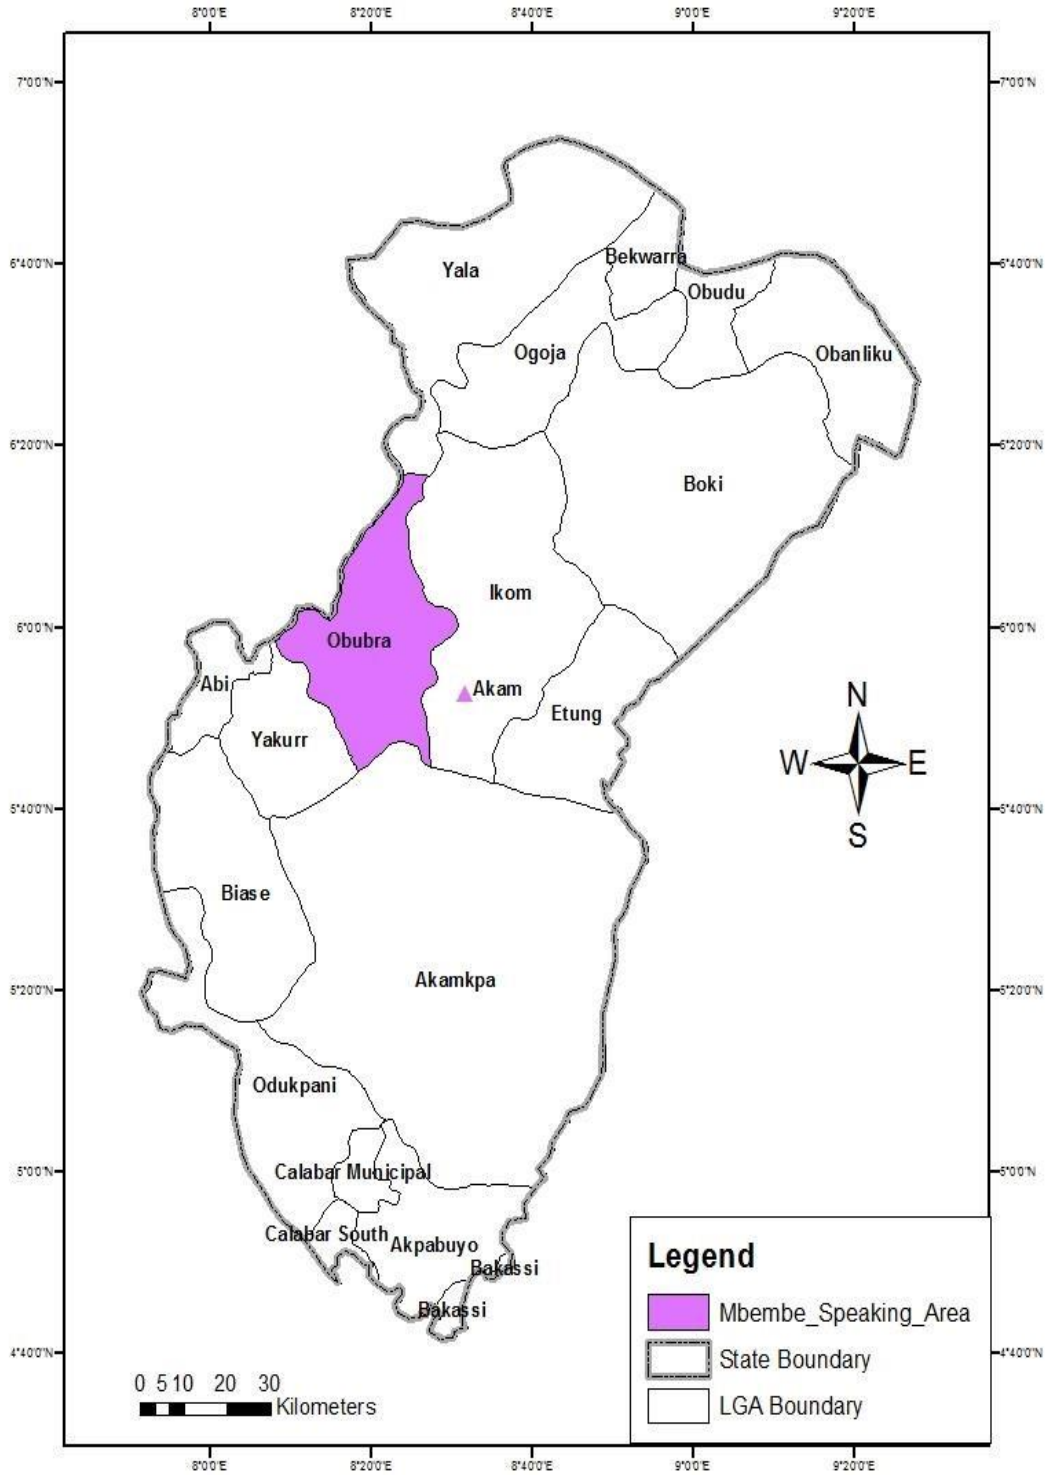 8°0'0"E 8°20'0"E 8°40'0"E 9°0'0"E 9°20'0"E
7°0'0"N 7°0'0"N
Bekwarra
6°40'0"N Yala 6°40'0"N
Obudu
Ogoja Obanliku
6°20'0"N 6°20'0"N
Boki
Ikom
6°0'0"N 6°0'0"N
Obubra
Abi Akam
N
Etung
Yakurr
W E
5°40'0"N 5°40'0"N
S
Biase
Akamkpa
5°20'0"N 5°20'0"N
Odukpani
5°0'0"N Calabar Municipal 5°0'0"N
Calabar South
Akpabuyo
Legend
Bakassi
Bakassi
Mbembe_Speaking_Area
4°40'0"N State Boundary 4°40'0"N
0 5 10 20 30
Kilometers
LGA Boundary
8°0'0"E 8°20'0"E 8°40'0"E 9°0'0"E 9°20'0"E